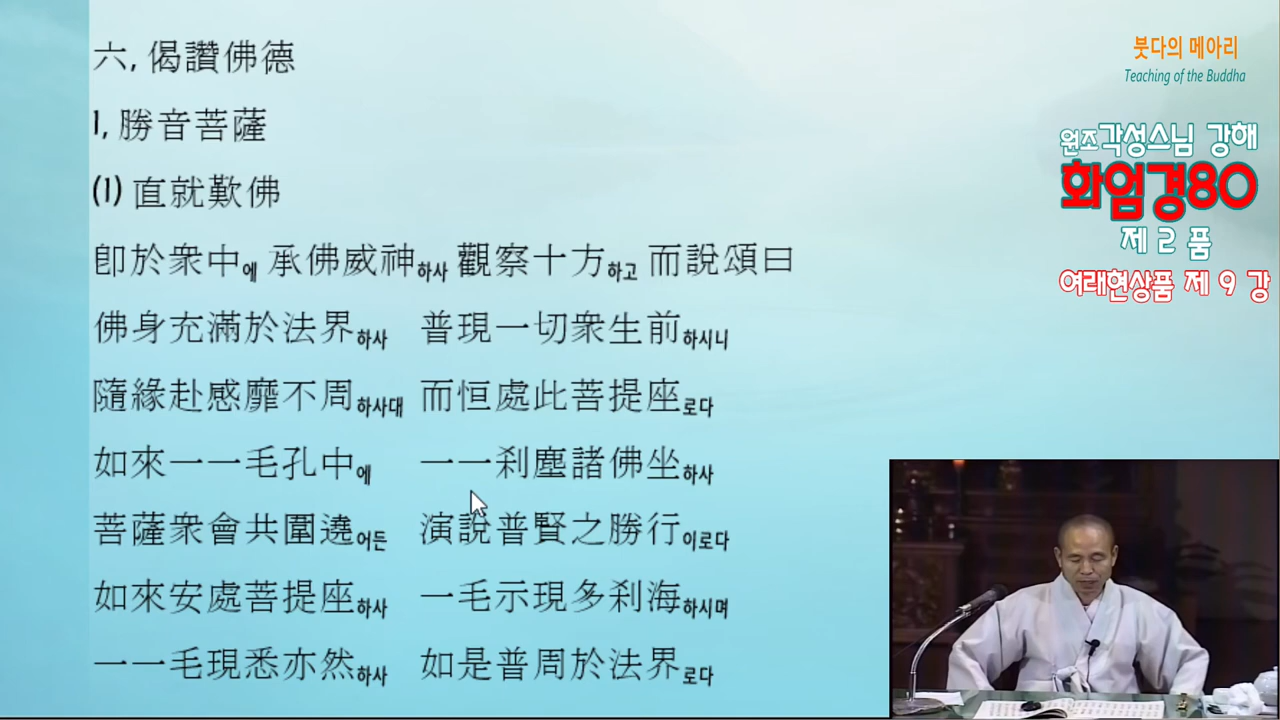 六, 偈讚佛德
1, 勝音菩薩
(1) 直就歎佛
卽於衆中에 承佛威神하사 觀察十方하고 而說頌曰
佛身充滿於法界하사 普現一切衆生前하시니
隨緣赴感靡不周하사대 而恒處此菩提座로다
如來一一毛孔中에 一一刹塵諸佛坐하사
菩薩衆會共圍遶어든 演說普賢之勝行이로다
如來安處菩提座하사 一毛示現多刹海하시며
一一毛現悉亦然하사 如是普周於法界로다
붓다의 메아리
Teaching of the Buddha
원조각성스님 강해
화엄경80
제 2 품
여래현상품 제 9 강